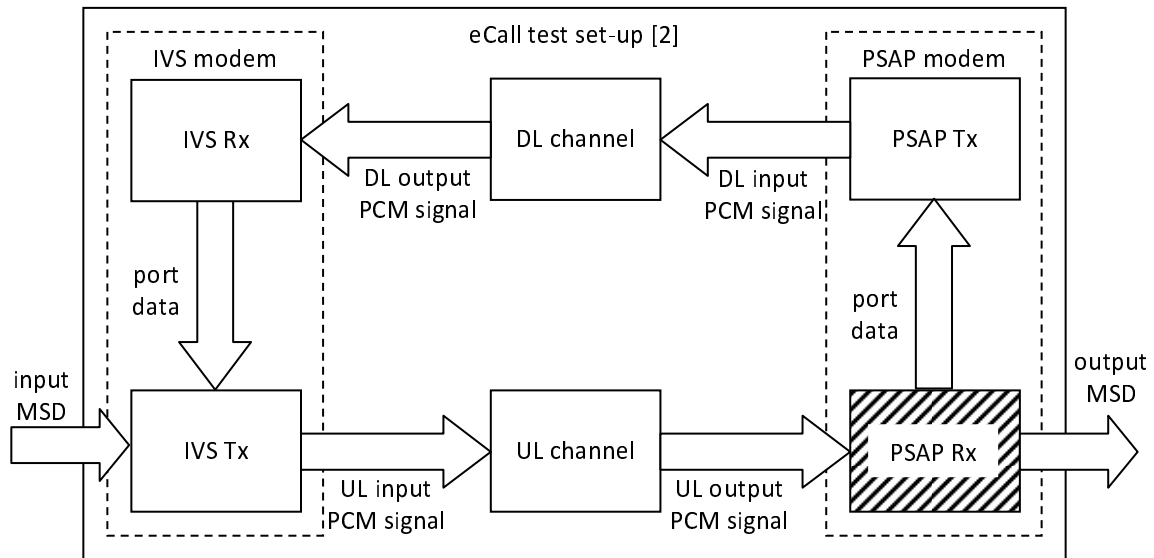 eCall test set-up [2]
IVS modem
PSAP modem
IVS Rx
DL channel
PSAP Tx
DL output
PCM signal
DL input
PCM signal
port
data
port
data
input
MSD
output
MSD
IVS Tx
UL channel
PSAP Rx
UL input
PCM signal
UL output
PCM signal